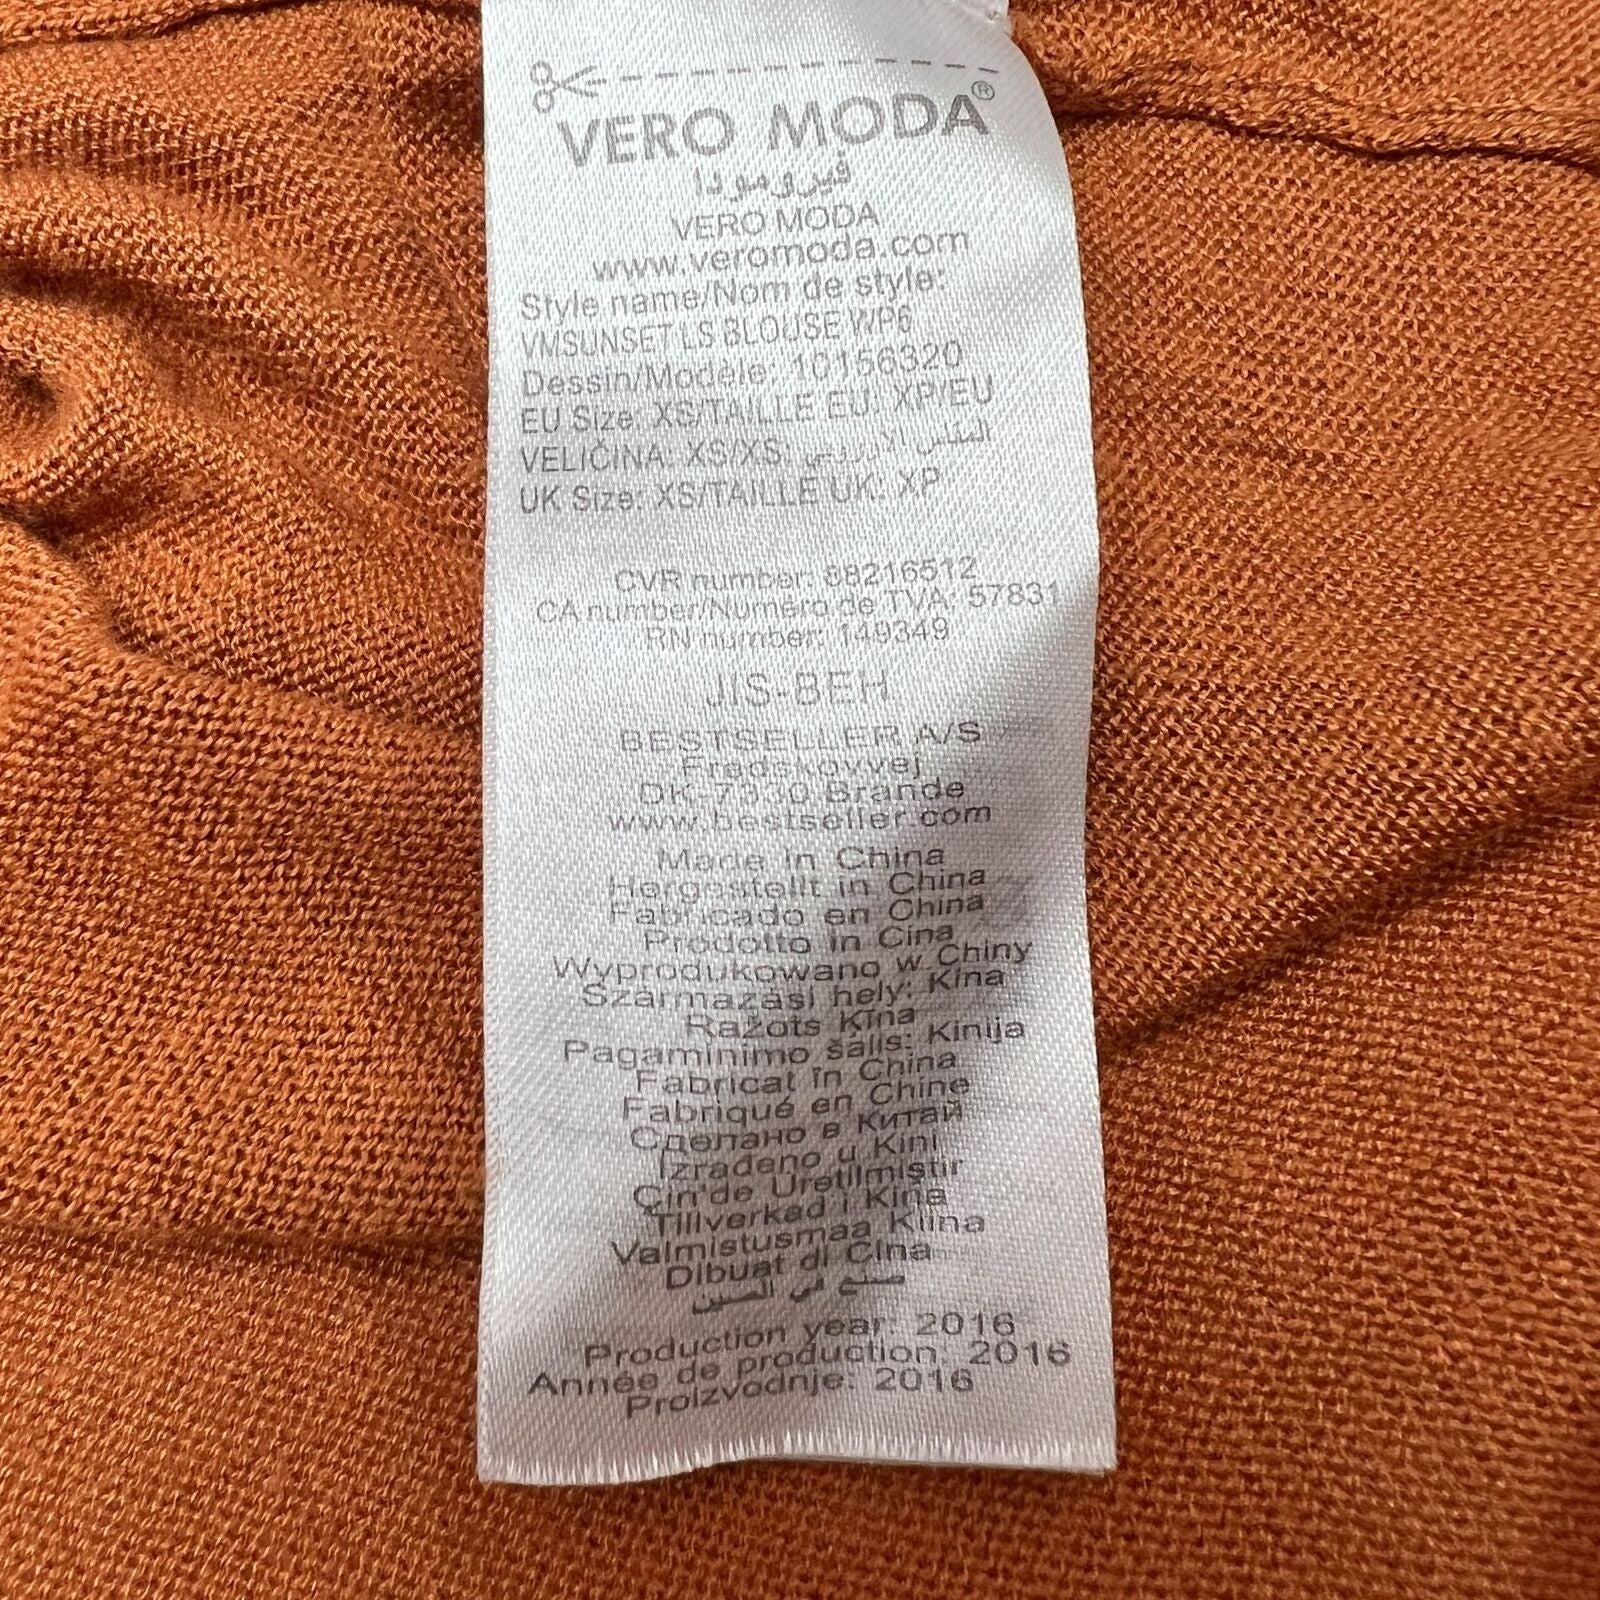 VERO MODA®
فيرومودا
VERO MODA
www.veromoda.com
Style name/Nom de style:
VMSUNSET LS BLOUSE WP6
Dessin/Modèle: 10156320
EU Size: XS/TAILLE EU: XP/EU
VELIČINA: XS/XS: المقاس الاوروبي
UK Size: XS/TAILLE UK: XP
CVR number: 88216512
CA number/Numéro de TVA: 57831
RN number: 149349
JIS-BEH
BESTSELLER A/S
Fredskovvej
DK-7330 Brande
www.bestseller.com
Made in China
Hergestellt in China
Fabricado en China
Prodotto in Cina
Wyprodukowano w Chiny
Származási hely: Kína
Ražots Ķīna
Pagaminimo šalis: Kinija
Fabricat în China
Fabriqué en Chine
Сделано в Китай
Izradeno u Kini
Çin'de Üretilmiştir
Tillverkad i Kina
Valmistusmaa Kiina
Dibuat di Cina
صنع في الصين
Production year: 2016
Année de production: 2016
Proizvodnje: 2016